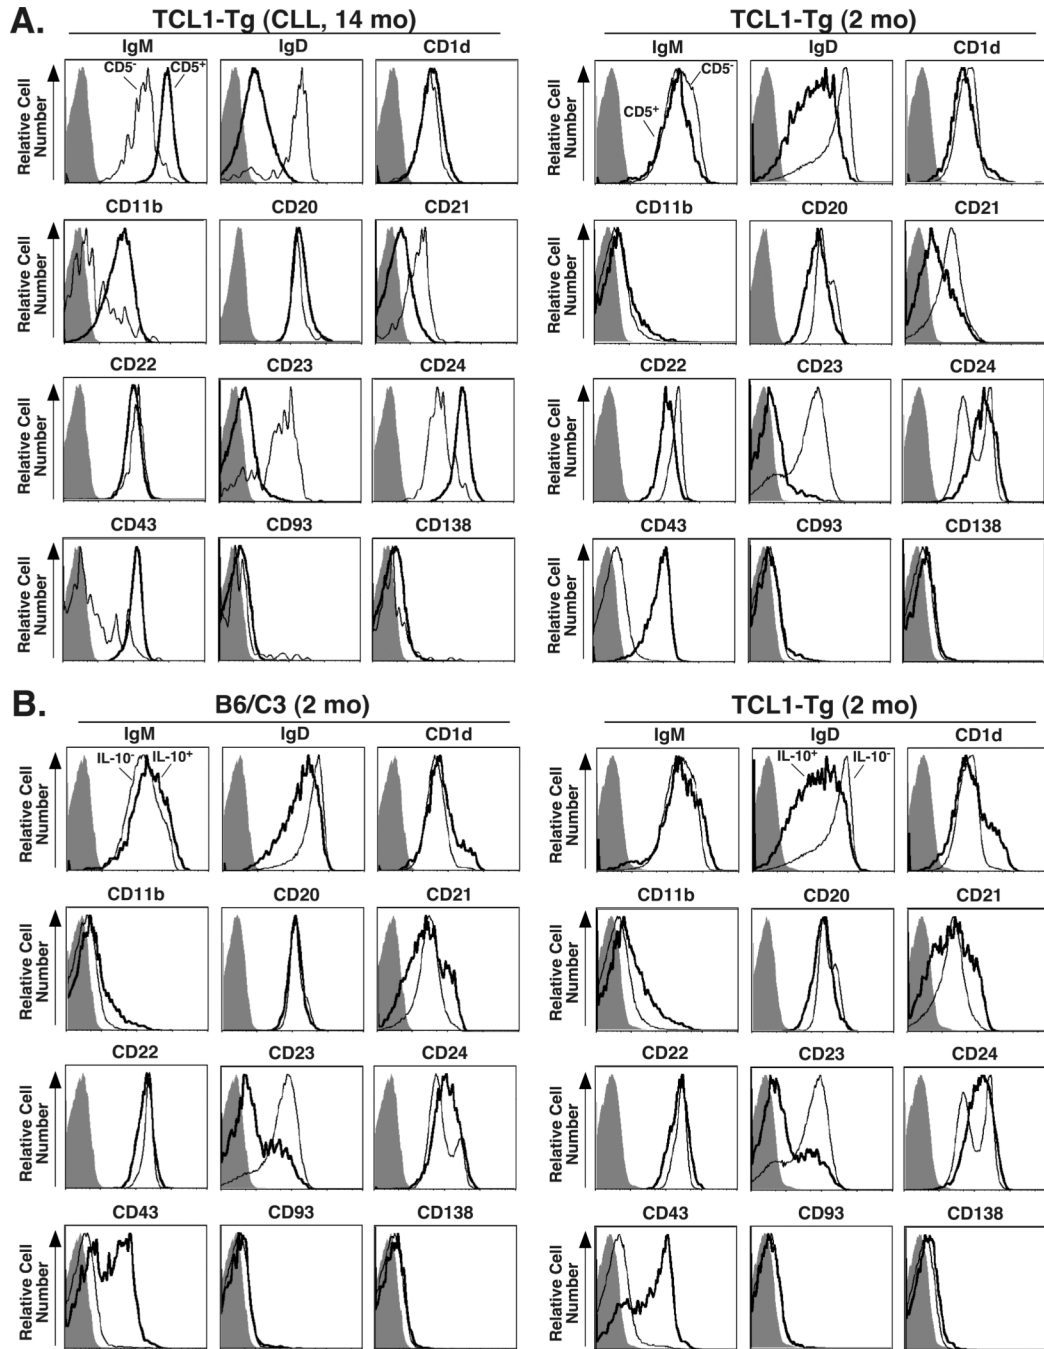 A.
TCL1-Tg (CLL, 14 mo)
IgM IgD CD1d
CD5- CD5+
Relative Cell Number
CD11b CD20 CD21
Relative Cell Number
CD22 CD23 CD24
Relative Cell Number
CD43 CD93 CD138
Relative Cell Number
TCL1-Tg (2 mo)
IgM IgD CD1d
CD5-
CD5+
Relative Cell Number
CD11b CD20 CD21
Relative Cell Number
CD22 CD23 CD24
Relative Cell Number
CD43 CD93 CD138
Relative Cell Number
B.
B6/C3 (2 mo)
IgM IgD CD1d
IL-10- IL-10+
Relative Cell Number
CD11b CD20 CD21
Relative Cell Number
CD22 CD23 CD24
Relative Cell Number
CD43 CD93 CD138
Relative Cell Number
TCL1-Tg (2 mo)
IgM IgD CD1d
IL-10+ IL-10-
Relative Cell Number
CD11b CD20 CD21
Relative Cell Number
CD22 CD23 CD24
Relative Cell Number
CD43 CD93 CD138
Relative Cell Number